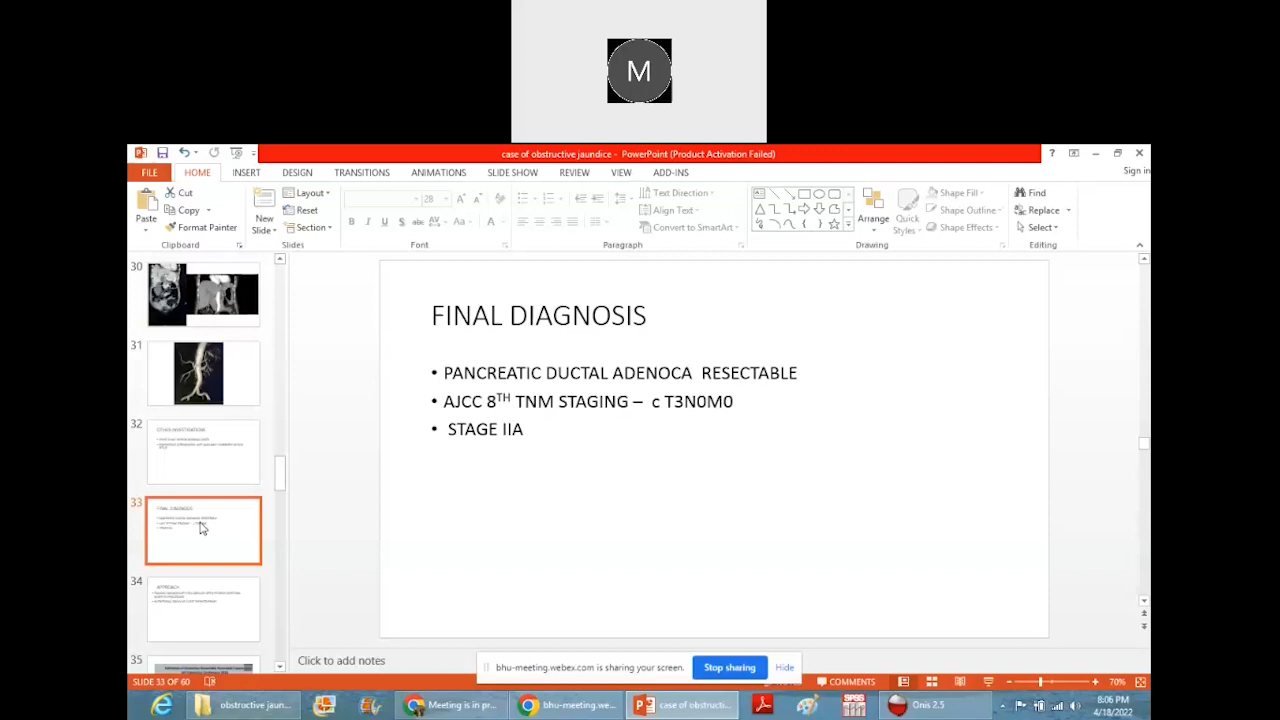 M
case of obstructive jaundice - PowerPoint (Product Activation Failed)
FILE HOME INSERT DESIGN TRANSITIONS ANIMATIONS SLIDE SHOW REVIEW VIEW ADD-INS Sign in
Paste Cut Copy Format Painter Clipboard
New Slide Layout Reset Section Slides
28
Font
Text Direction Align Text Convert to SmartArt Paragraph
Arrange Quick Styles Shape Fill Shape Outline Shape Effects Drawing
Find Replace Select Editing
30
31
32
33
FINAL DIAGNOSIS
34
APPROACH
35
FINAL DIAGNOSIS
• PANCREATIC DUCTAL ADENOCA RESECTABLE
• AJCC 8TH TNM STAGING – c T3N0M0
• STAGE IIA
Click to add notes
bhu-meeting.webex.com is sharing your screen. Stop sharing Hide
SLIDE 33 OF 60 COMMENTS 70%
obstructive jaun... Meeting is in pr... bhu-meeting.we... case of obstructi... SPSS Onis 2.5
8:06 PM
4/18/2022